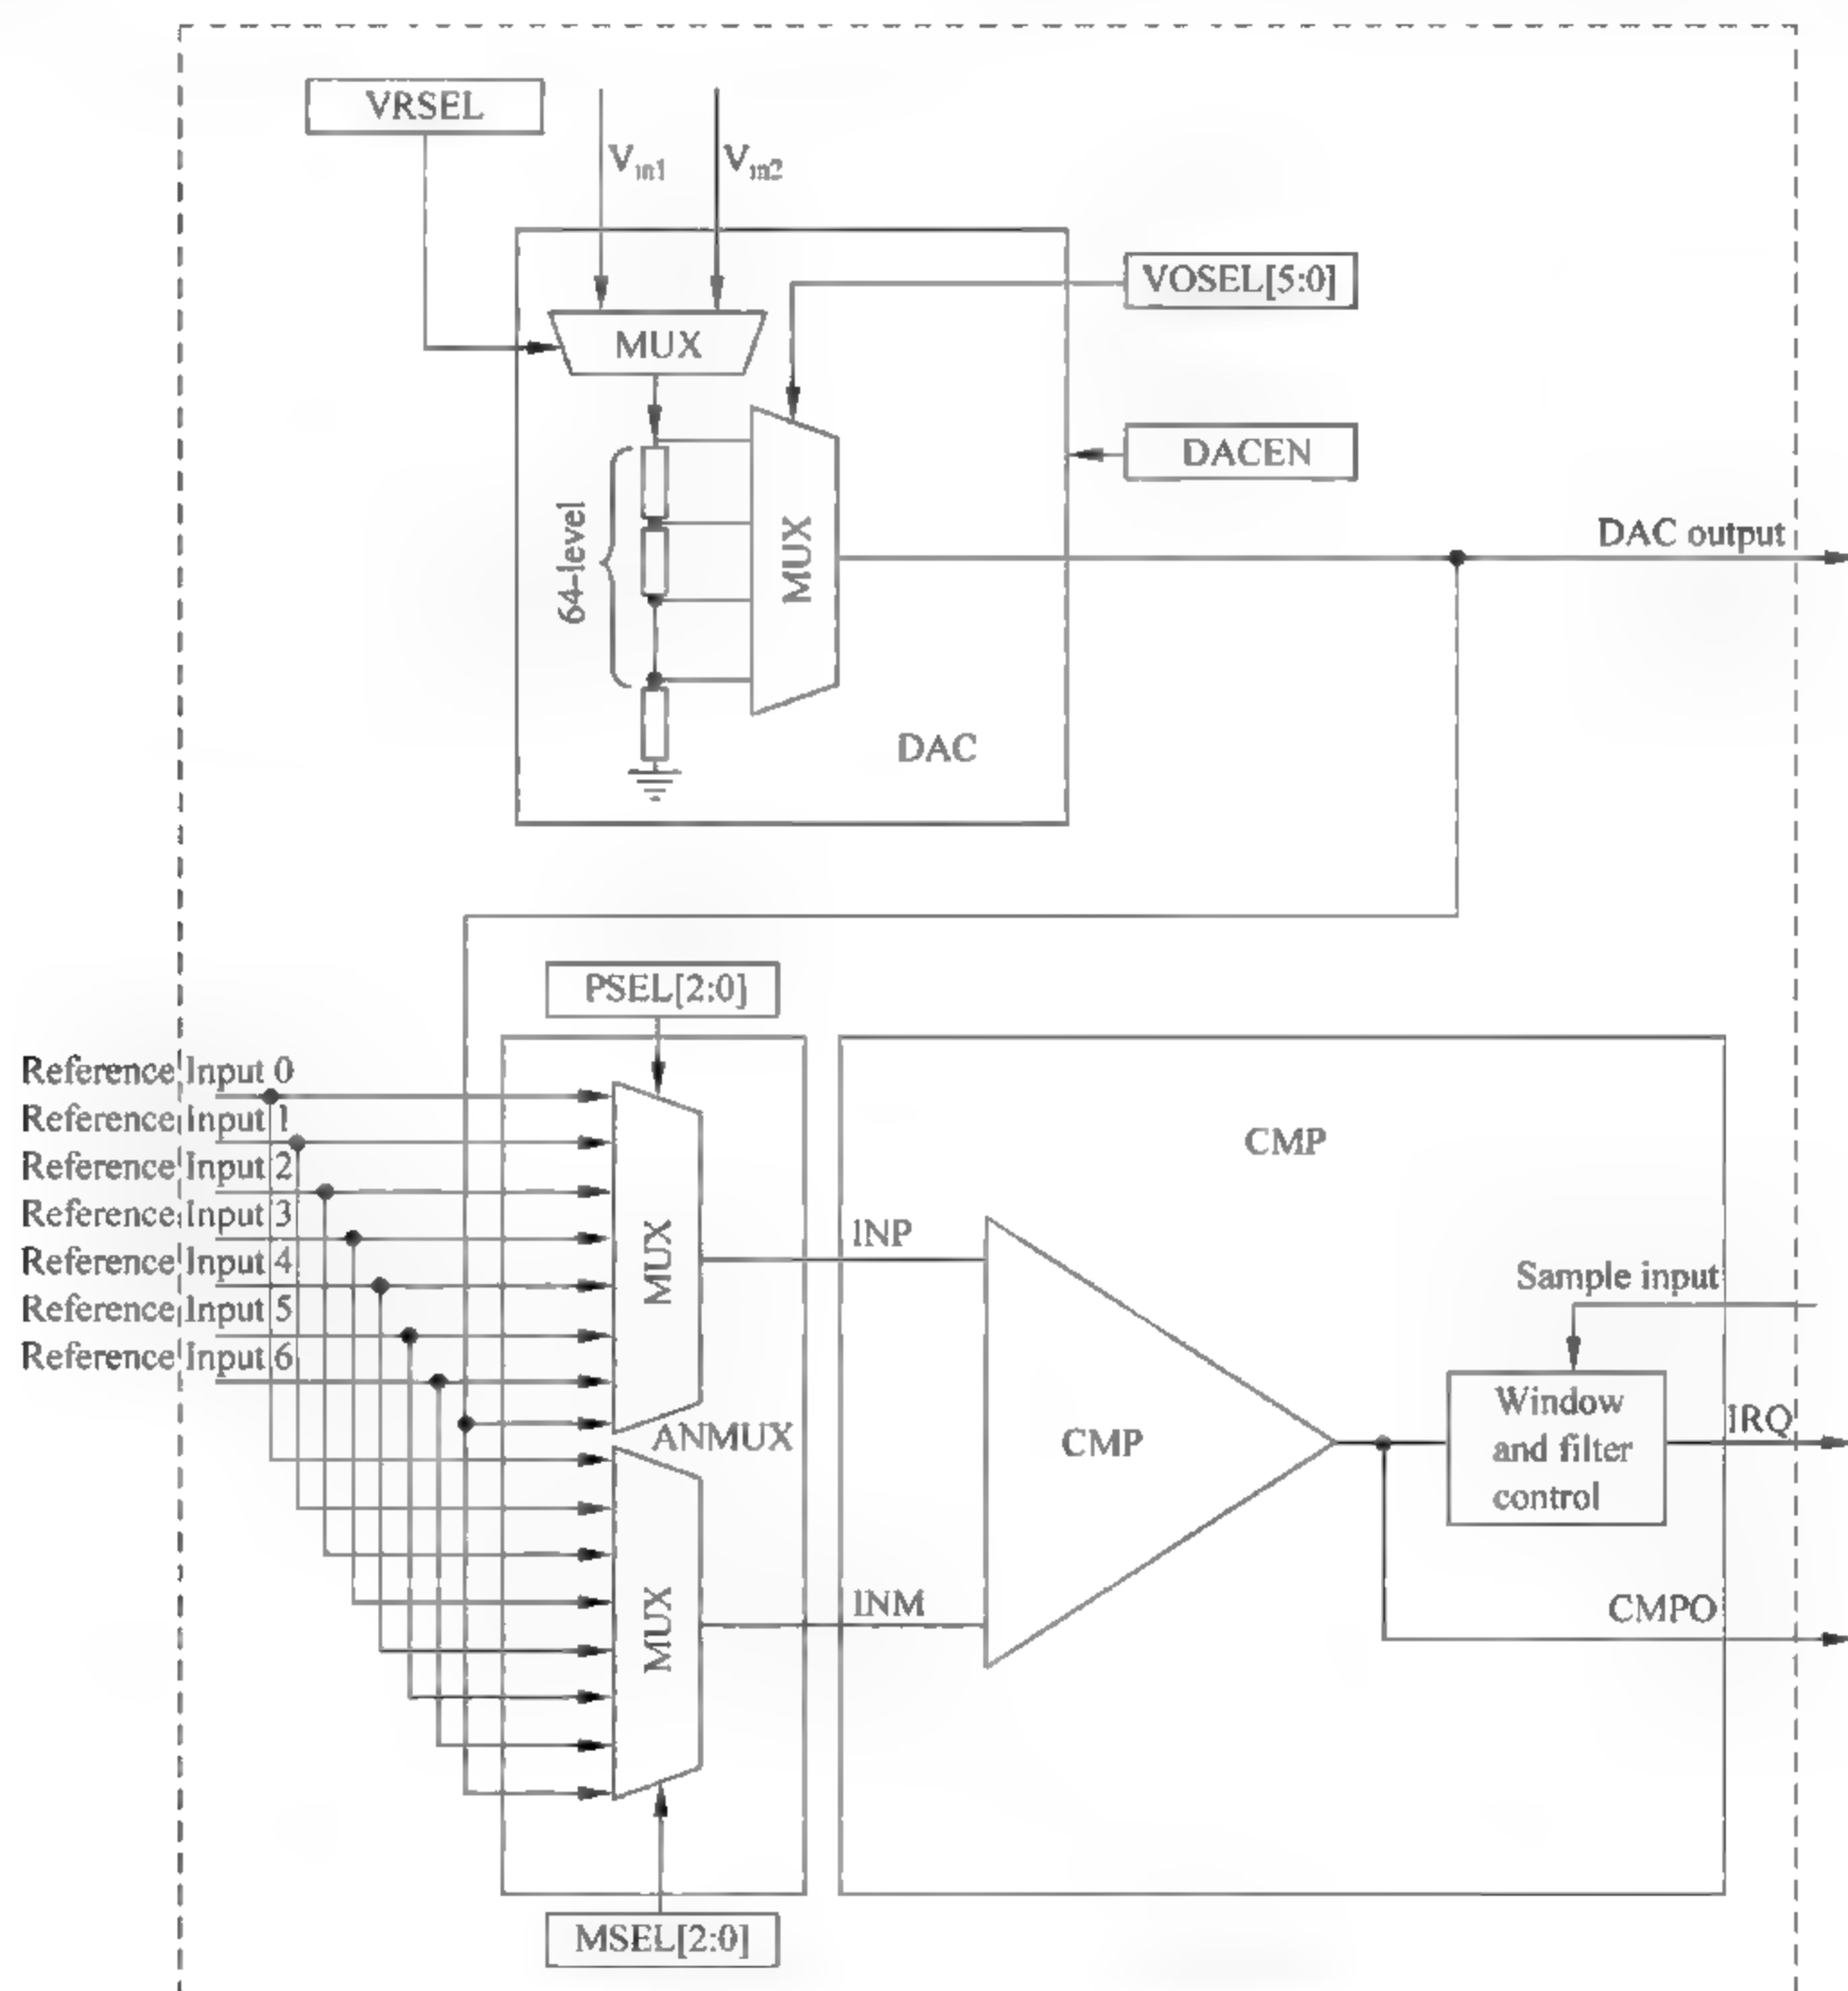 VRSEL
Vin1
Vin2
VOSEL[5:0]
MUX
DACEN
64-level
MUX
DAC output
DAC
PSEL[2:0]
Reference Input 0
Reference Input 1
Reference Input 2
Reference Input 3
Reference Input 4
Reference Input 5
Reference Input 6
MUX
ANMUX
MUX
MSEL[2:0]
CMP
INP
INM
CMP
Sample input
Window
and filter
control
IRQ
CMPO